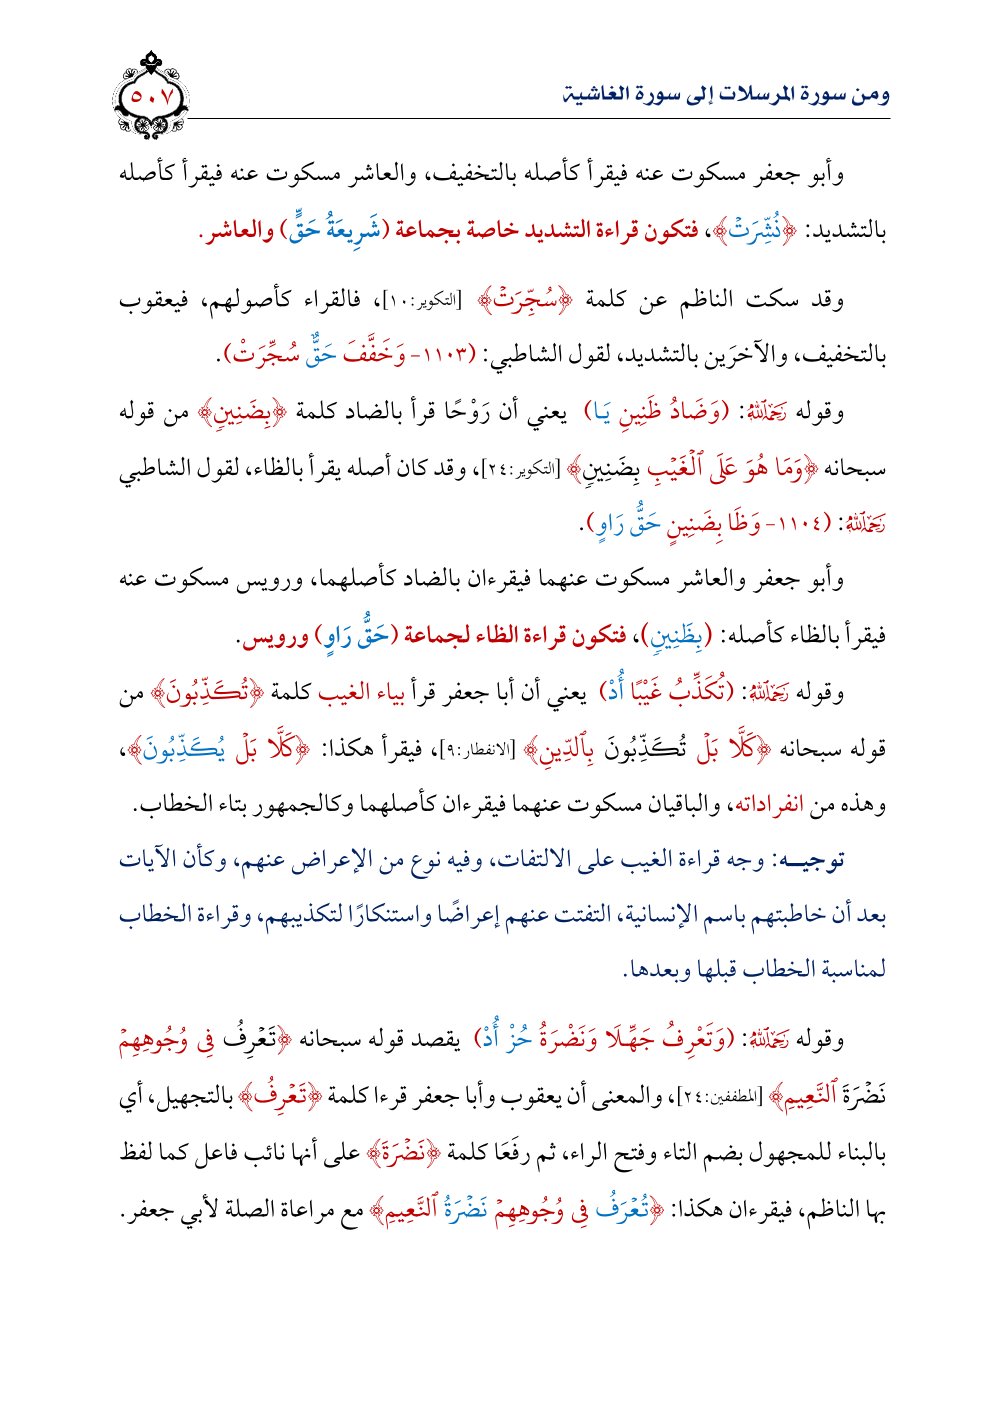 ومن سورة المرسلات إلى سورة الغاشية
٥٠٧
وأبو جعفر مسكوت عنه فيقرأ كأصله بالتخفيف، والعاشر مسكوت عنه فيقرأ كأصله
بالتشديد: ﴿نُشِّرَتۡ﴾، فتكون قراءة التشديد خاصة بجماعة (شَرِيعَةُ حَقٍّ) والعاشر.
وقد سكت الناظم عن كلمة ﴿سُجِّرَتۡ﴾ [التكوير:١٠]، فالقراء كأصولهم، فيعقوب
بالتخفيف، والآخرَين بالتشديد، لقول الشاطبي: (١١٠٣- وَخَفَّفَ حَقٌّ سُجِّرَتْ).
وقوله رَحِمَهُ ٱللَّهُ: (وَضَادُ ظَنِينِ يَا) يعني أن رَوْحًا قرأ بالضاد كلمة ﴿بِضَنِينٖ﴾ من قوله
سبحانه ﴿وَمَا هُوَ عَلَى ٱلۡغَيۡبِ بِضَنِينٖ﴾ [التكوير:٢٤]، وقد كان أصله يقرأ بالظاء، لقول الشاطبي
رَحِمَهُ ٱللَّهُ: (١١٠٤- وَظَا بِضَنِينٍ حَقُّ رَاوٍ).
وأبو جعفر والعاشر مسكوت عنهما فيقرءان بالضاد كأصلهما، ورويس مسكوت عنه
فيقرأ بالظاء كأصله: (بِظَنِينٖ)، فتكون قراءة الظاء لجماعة (حَقُّ رَاوٍ) ورويس.
وقوله رَحِمَهُ ٱللَّهُ: (تُكَذِّبُ غَيْبًا أُدْ) يعني أن أبا جعفر قرأ بياء الغيب كلمة ﴿تُكَذِّبُونَ﴾ من
قوله سبحانه ﴿كَلَّا بَلۡ تُكَذِّبُونَ بِٱلدِّينِ﴾ [الانفطار:٩]، فيقرأ هكذا: ﴿كَلَّا بَلۡ يُكَذِّبُونَ﴾،
وهذه من انفراداته، والباقيان مسكوت عنهما فيقرءان كأصلهما وكالجمهور بتاء الخطاب.
توجيـــه: وجه قراءة الغيب على الالتفات، وفيه نوع من الإعراض عنهم، وكأن الآيات
بعد أن خاطبتهم باسم الإنسانية، التفتت عنهم إعراضًا واستنكارًا لتكذيبهم، وقراءة الخطاب
لمناسبة الخطاب قبلها وبعدها.
وقوله رَحِمَهُ ٱللَّهُ: (وَتَعْرِفُ جَهِّلَا وَنَضْرَةُ حُزْ أُدْ) يقصد قوله سبحانه ﴿تَعۡرِفُ فِي وُجُوهِهِمۡ
نَضۡرَةَ ٱلنَّعِيمِ﴾ [المطففين:٢٤]، والمعنى أن يعقوب وأبا جعفر قرءا كلمة ﴿تَعۡرِفُ﴾ بالتجهيل، أي
بالبناء للمجهول بضم التاء وفتح الراء، ثم رفَعَا كلمة ﴿نَضۡرَةَ﴾ على أنها نائب فاعل كما لفظ
بها الناظم، فيقرءان هكذا: ﴿تُعۡرَفُ فِي وُجُوهِهِمۡ نَضۡرَةُ ٱلنَّعِيمِ﴾ مع مراعاة الصلة لأبي جعفر.